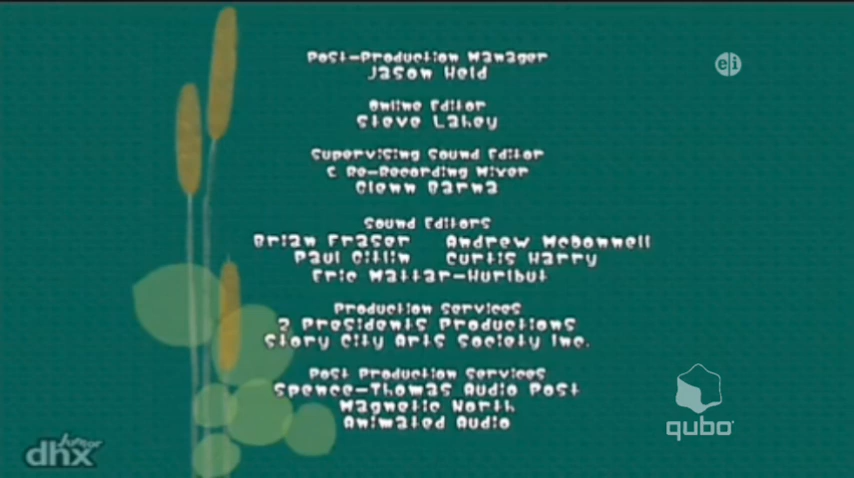 Post-Production Manager
Jason Held
e/i
Online Editor
Steve Lahey
Supervising Sound Editor
& Re-Recording Mixer
Glenn Barna
Sound Editors
Brian Fraser Andrew McDonnell
Paul Gitlin Curtis Harry
Eric Mattar-Hurlbut
Production Services
2 Presidents Productions
Story City Arts Society Inc.
Post Production Services
Spence-Thomas Audio Post
Magnetic North
Animated Audio
qubo
dhx Junior